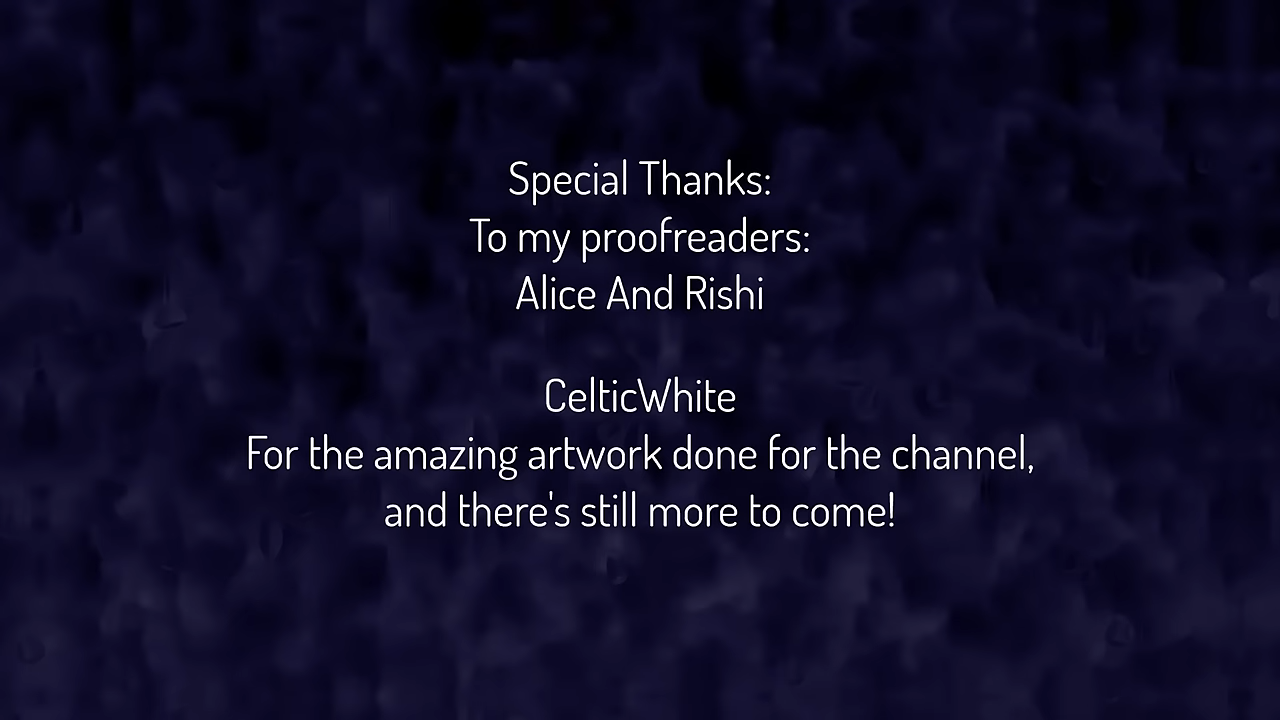 Special Thanks:
To my proofreaders:
Alice And Rishi
CelticWhite
For the amazing artwork done for the channel,
and there's still more to come!